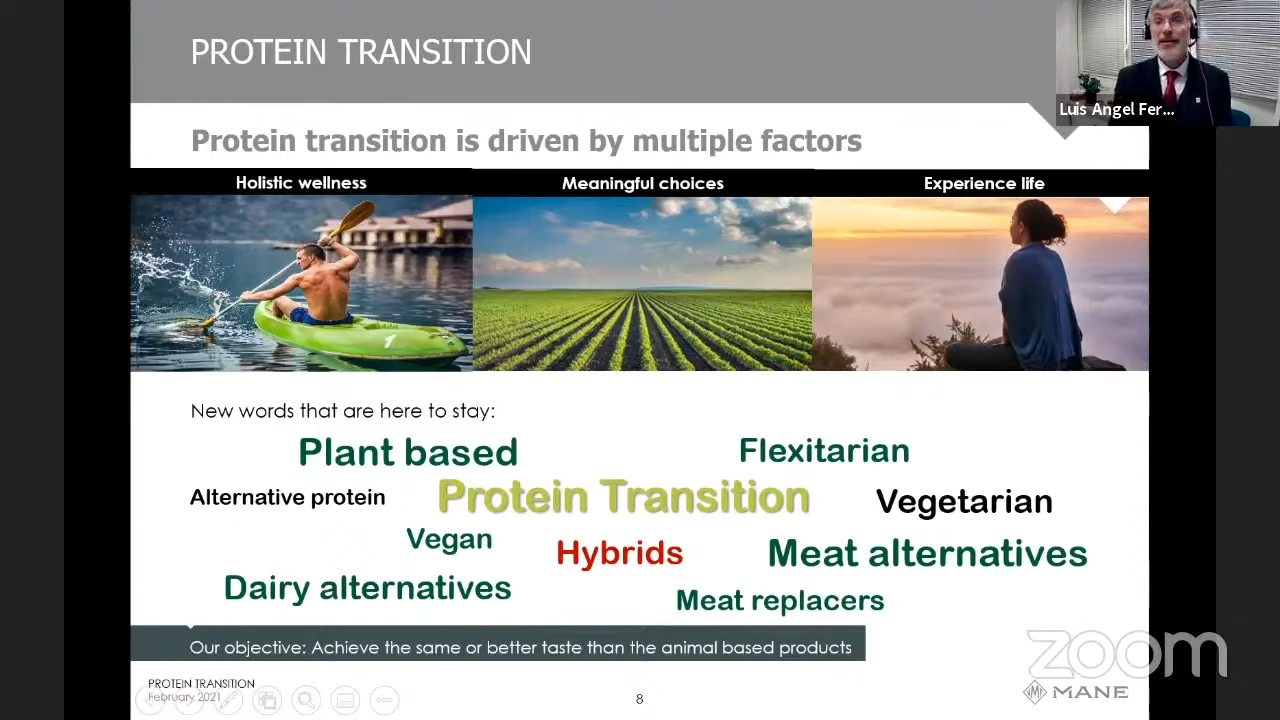 PROTEIN TRANSITION
Luis Angel Fer...
Protein transition is driven by multiple factors
Holistic wellness
Meaningful choices
Experience life
1
New words that are here to stay:
Plant based
Flexitarian
Alternative protein
Protein Transition
Vegetarian
Vegan
Hybrids
Meat alternatives
Dairy alternatives
Meat replacers
Our objective: Achieve the same or better taste than the animal based products
zoom
PROTEIN TRANSITION
February 2021
8
MANE